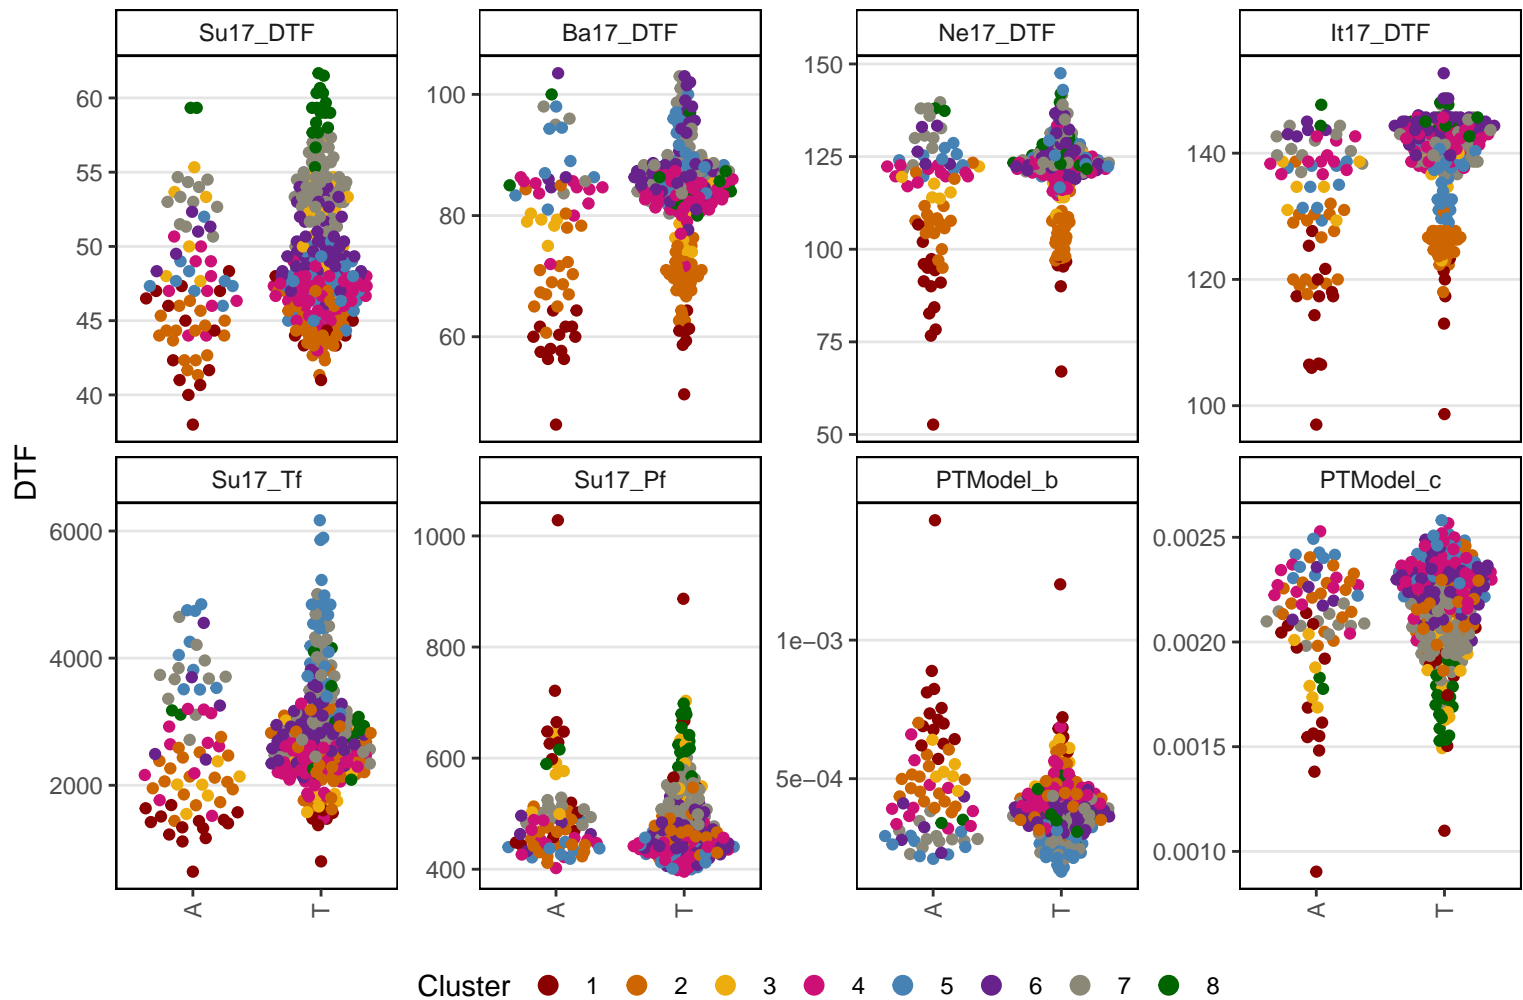 Su17_DTF Ba17_DTF Ne17_DTF It17_DTF
60 55 50 45 40
100 80 60
150 125 100 75 50
140 120 100
DTF
Su17_Tf Su17_Pf PTModel_b PTModel_c
6000 4000 2000
1000 800 600 400
1e−03 5e−04
0.0025 0.0020 0.0015 0.0010
A T A T A T A T
Cluster 1 2 3 4 5 6 7 8